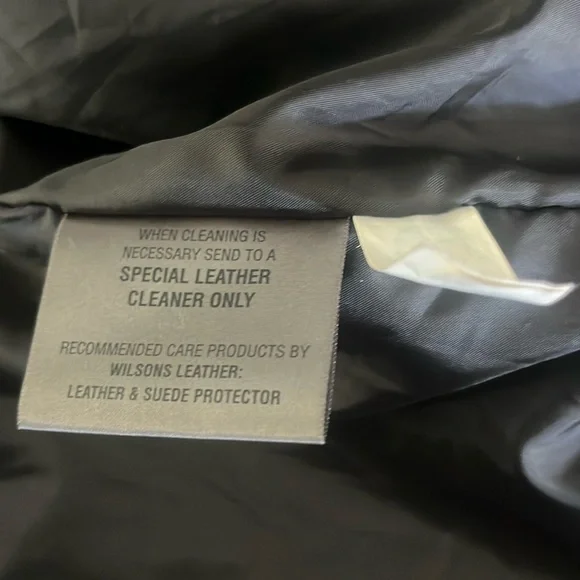 WHEN CLEANING IS
NECESSARY SEND TO A
SPECIAL LEATHER
CLEANER ONLY
RECOMMENDED CARE PRODUCTS BY
WILSONS LEATHER:
LEATHER & SUEDE PROTECTOR